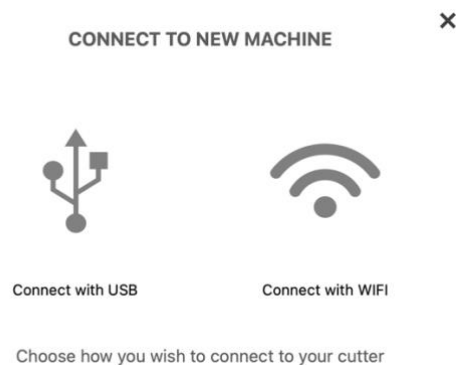 CONNECT TO NEW MACHINE
Connect with USB
Connect with WIFI
Choose how you wish to connect to your cutter